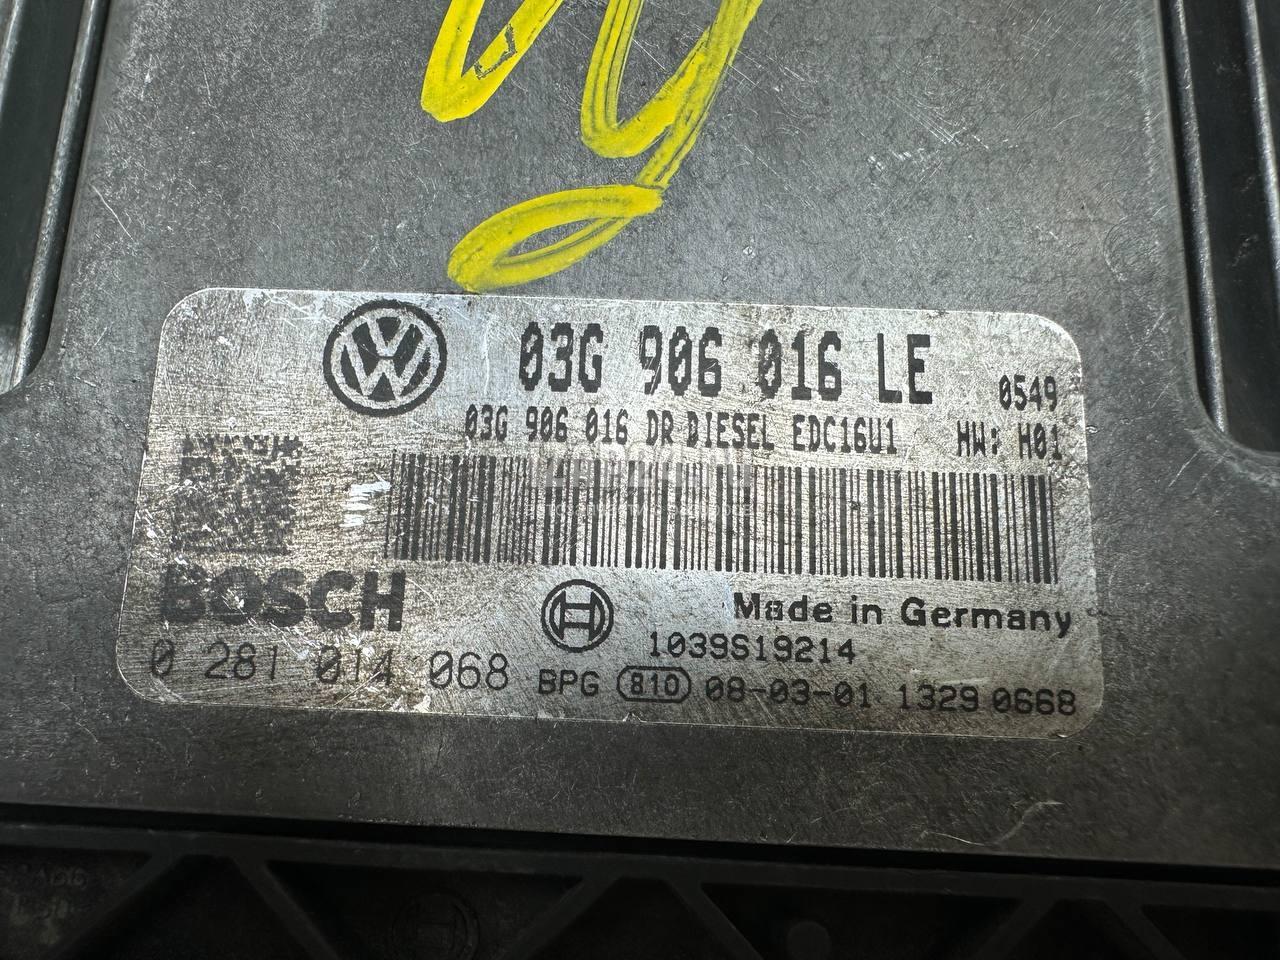 03G 906 016 LE
0549
03G 906 016 DR DIESEL EDC16U1 HW: H01
BOSCH
Made in Germany
1039S19214
0 281 014 068
BPG 810 08-03-01 1329 0668